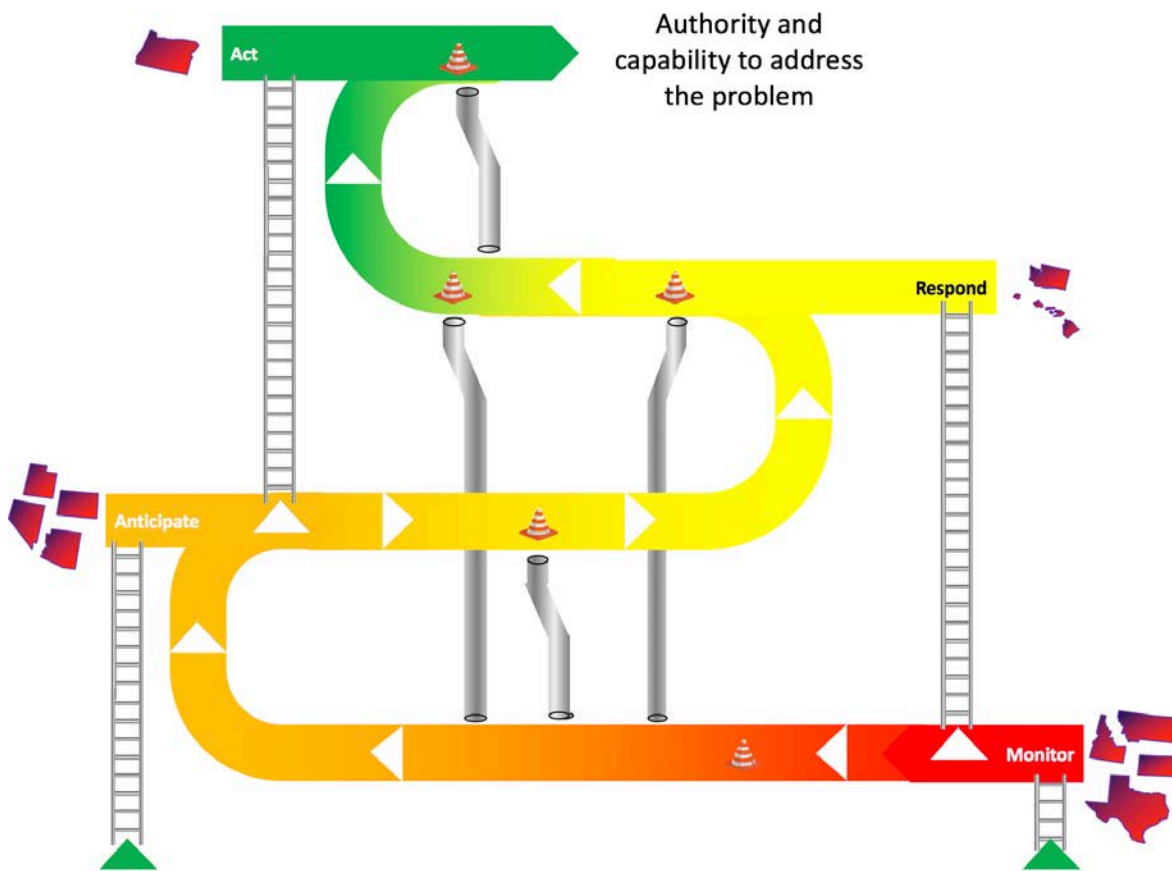 Act
Authority and
capability to address
the problem
Respond
Anticipate
Monitor